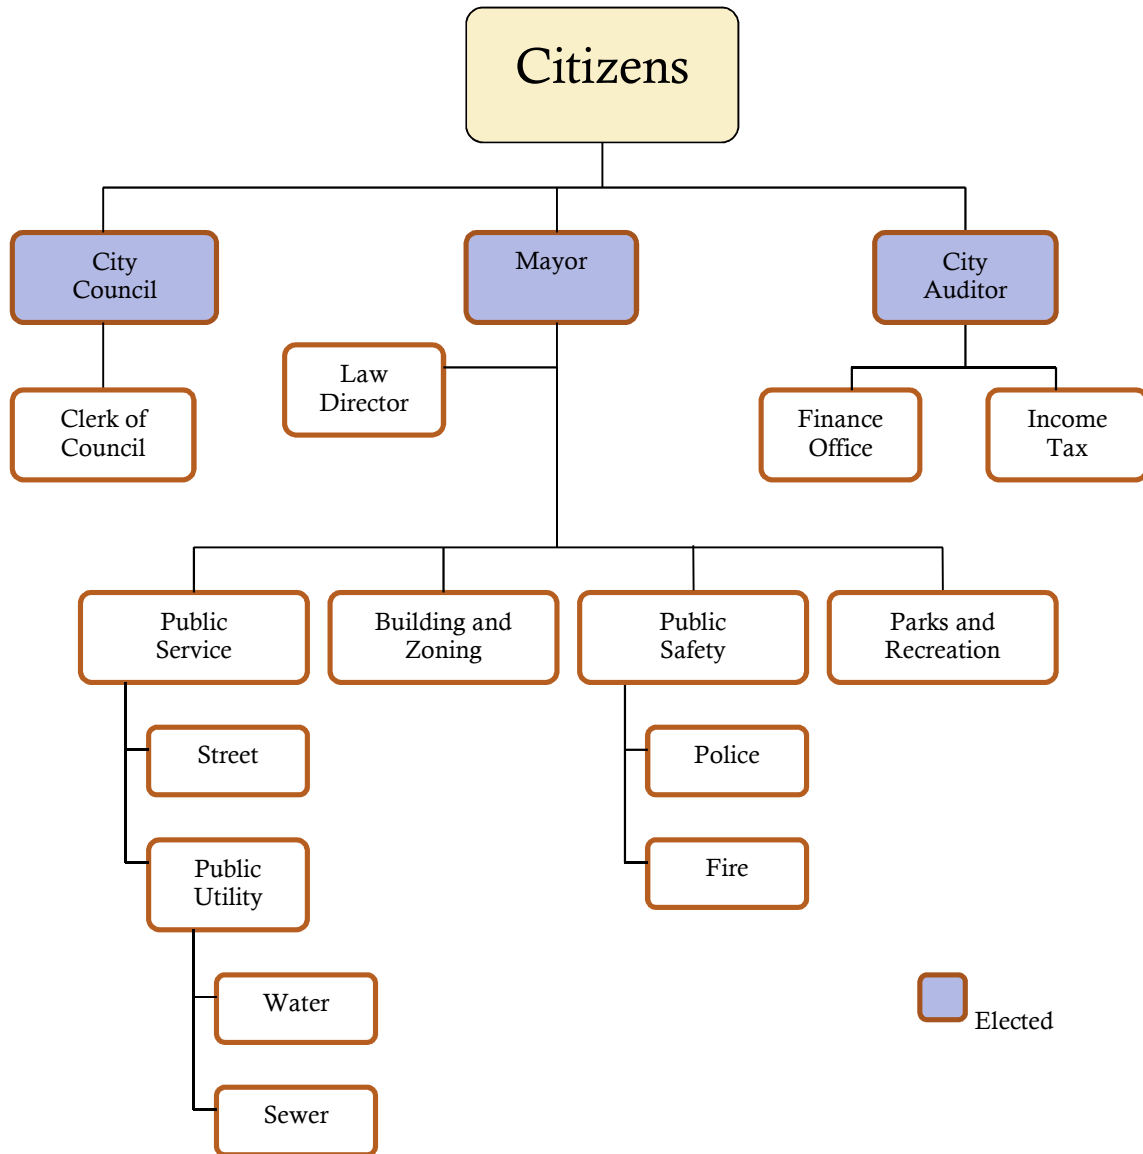 Citizens
City
Council
Mayor
City
Auditor
Law
Director
Clerk of
Council
Finance
Office
Income
Tax
Public
Service
Building and
Zoning
Public
Safety
Parks and
Recreation
Street
Police
Public
Utility
Fire
Water
Elected
Sewer